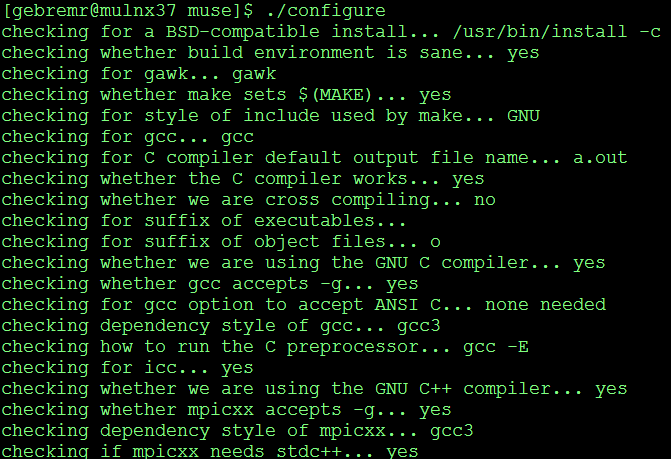 [gebremr@mulnx37 muse]$ ./configure
checking for a BSD-compatible install... /usr/bin/install -c
checking whether build environment is sane... yes
checking for gawk... gawk
checking whether make sets $(MAKE)... yes
checking for style of include used by make... GNU
checking for gcc... gcc
checking for C compiler default output file name... a.out
checking whether the C compiler works... yes
checking whether we are cross compiling... no
checking for suffix of executables...
checking for suffix of object files... o
checking whether we are using the GNU C compiler... yes
checking whether gcc accepts -g... yes
checking for gcc option to accept ANSI C... none needed
checking dependency style of gcc... gcc3
checking how to run the C preprocessor... gcc -E
checking for icc... yes
checking whether we are using the GNU C++ compiler... yes
checking whether mpicxx accepts -g... yes
checking dependency style of mpicxx... gcc3
checking if mpicxx needs stdc++... yes